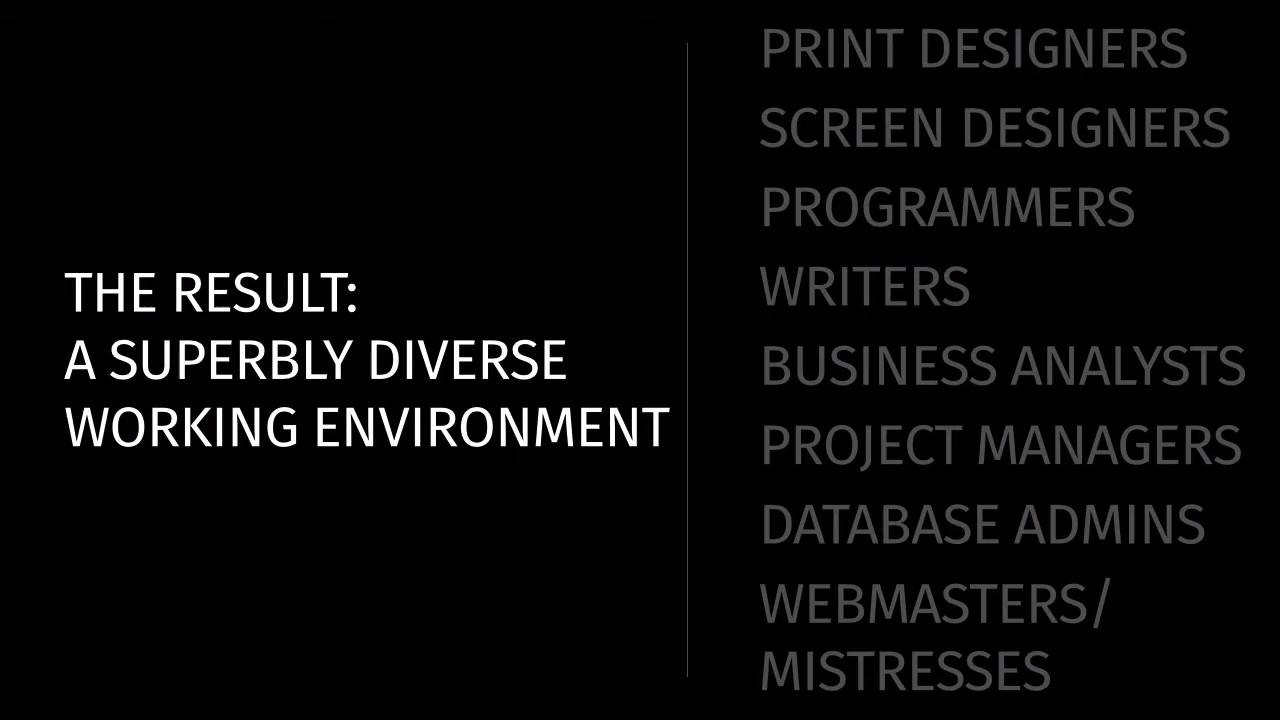 THE RESULT:
A SUPERBLY DIVERSE
WORKING ENVIRONMENT
PRINT DESIGNERS
SCREEN DESIGNERS
PROGRAMMERS
WRITERS
BUSINESS ANALYSTS
PROJECT MANAGERS
DATABASE ADMINS
WEBMASTERS/
MISTRESSES